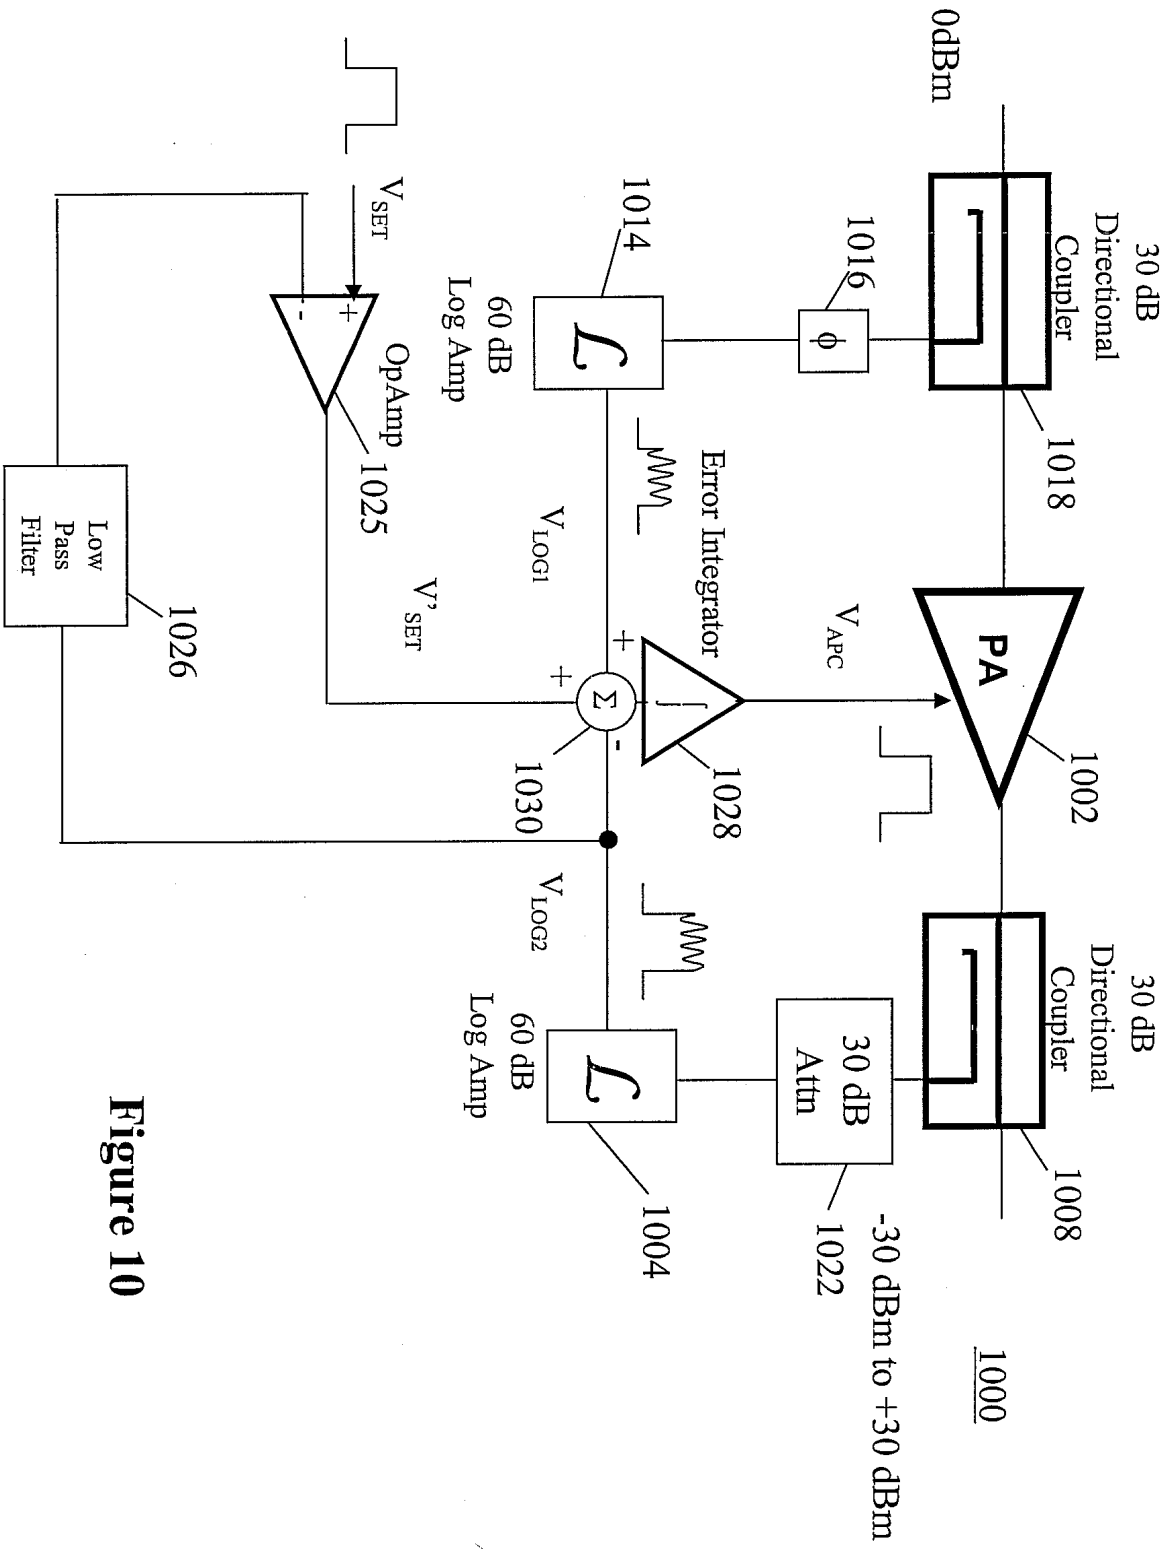 1000
30 dB
Directional
Coupler
1018
0dBm
PA
1002
30 dB
Directional
Coupler
1008
-30 dBm to +30 dBm
1016
ϕ
V_APC
30 dB
Attn
1022
1014
ℒ
60 dB
Log Amp
Error Integrator
∫
1028
V_LOG1
+
Σ
-
+
1030
V_LOG2
ℒ
60 dB
Log Amp
1004
V_SET
+
-
OpAmp
1025
V'_SET
Low
Pass
Filter
1026
Figure 10